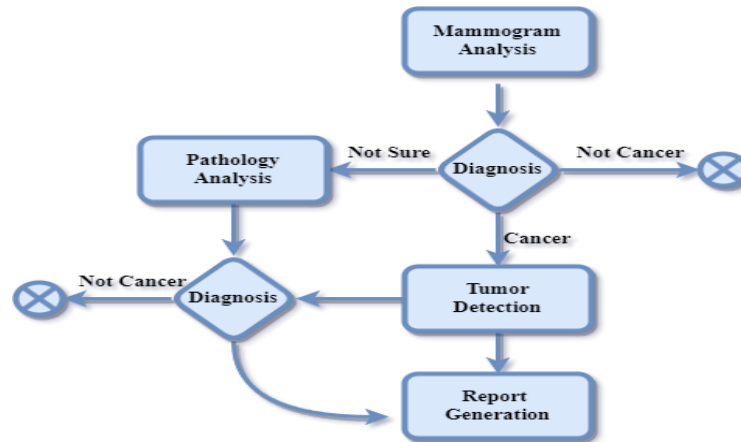 Mammogram
Analysis
Not Sure
Not Cancer
Pathology
Analysis
Diagnosis
Cancer
Not Cancer
Diagnosis
Tumor
Detection
Report
Generation